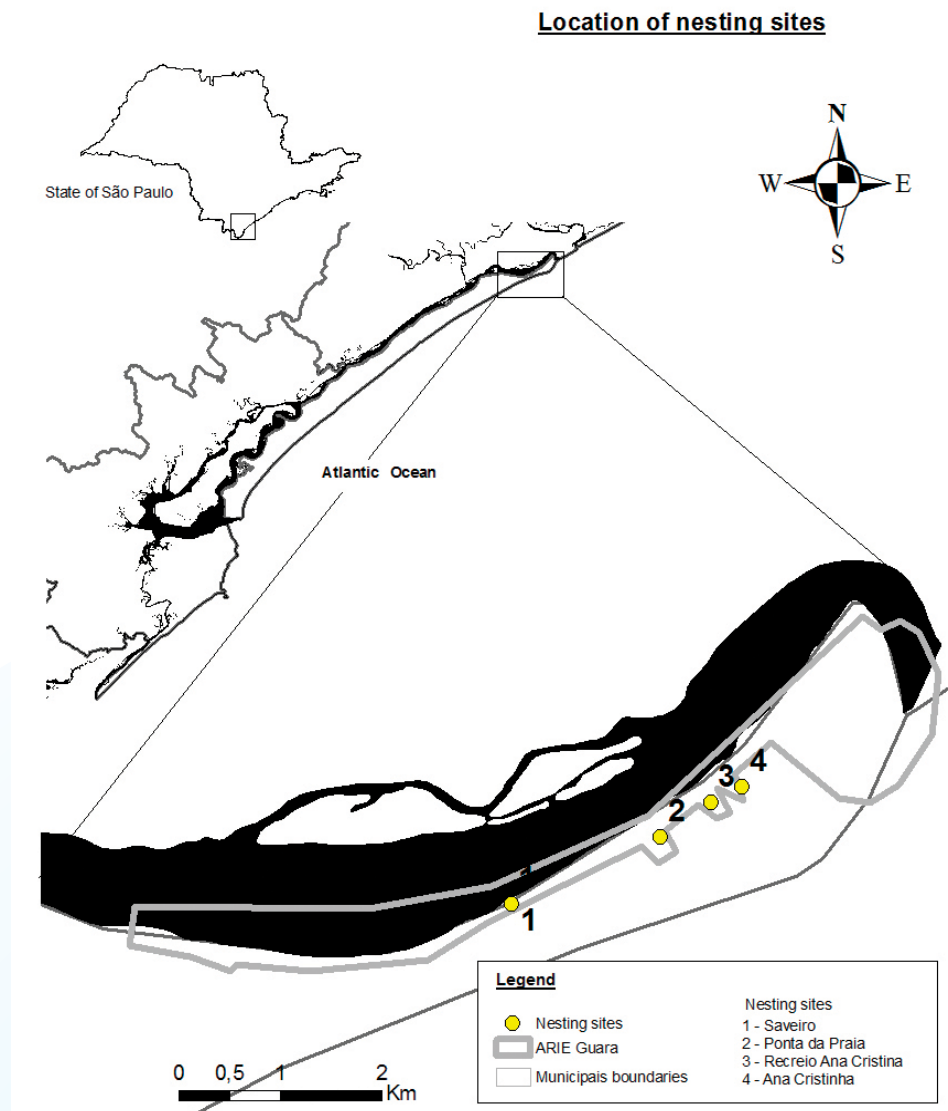 Location of nesting sites
N
W
E
S
State of São Paulo
Atlantic Ocean
4
3
2
1
Legend
Nesting sites
ARIE Guara
Municipais boundaries
Nesting sites
1 - Saveiro
2 - Ponta da Praia
3 - Recreio Ana Cristina
4 - Ana Cristinha
0 0,5 1 2
Km